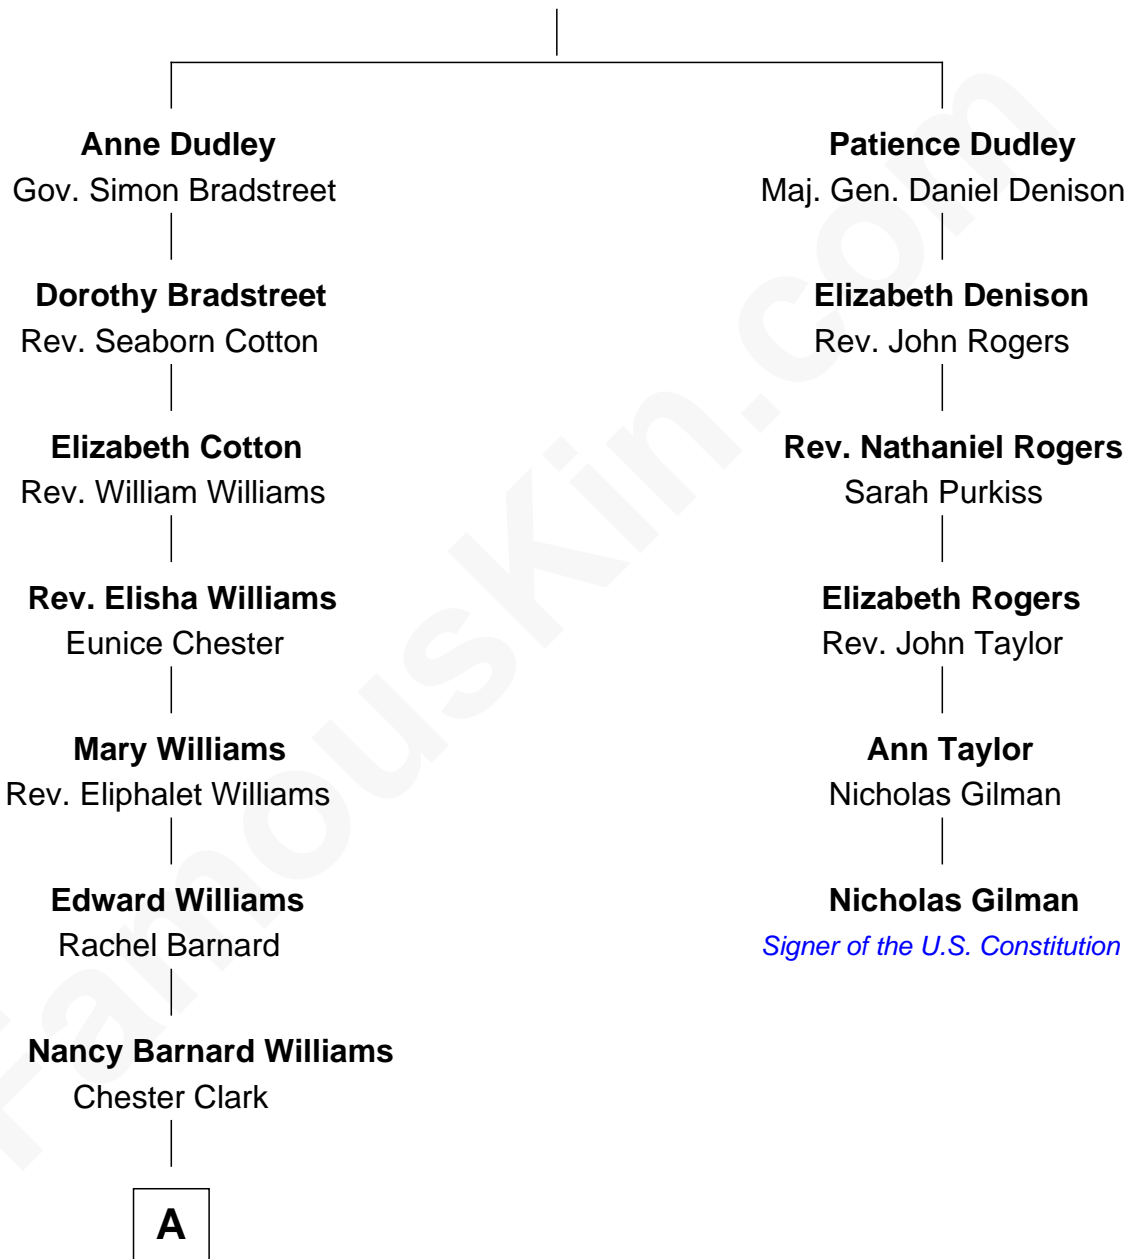 Anne Dudley
Gov. Simon Bradstreet
Dorothy Bradstreet
Rev. Seaborn Cotton
Elizabeth Cotton
Rev. William Williams
Rev. Elisha Williams
Eunice Chester
Mary Williams
Rev. Eliphalet Williams
Edward Williams
Rachel Barnard
Nancy Barnard Williams
Chester Clark
A
Patience Dudley
Maj. Gen. Daniel Denison
Elizabeth Denison
Rev. John Rogers
Rev. Nathaniel Rogers
Sarah Purkiss
Elizabeth Rogers
Rev. John Taylor
Ann Taylor
Nicholas Gilman
Nicholas Gilman
Signer of the U.S. Constitution
FamousKin.com